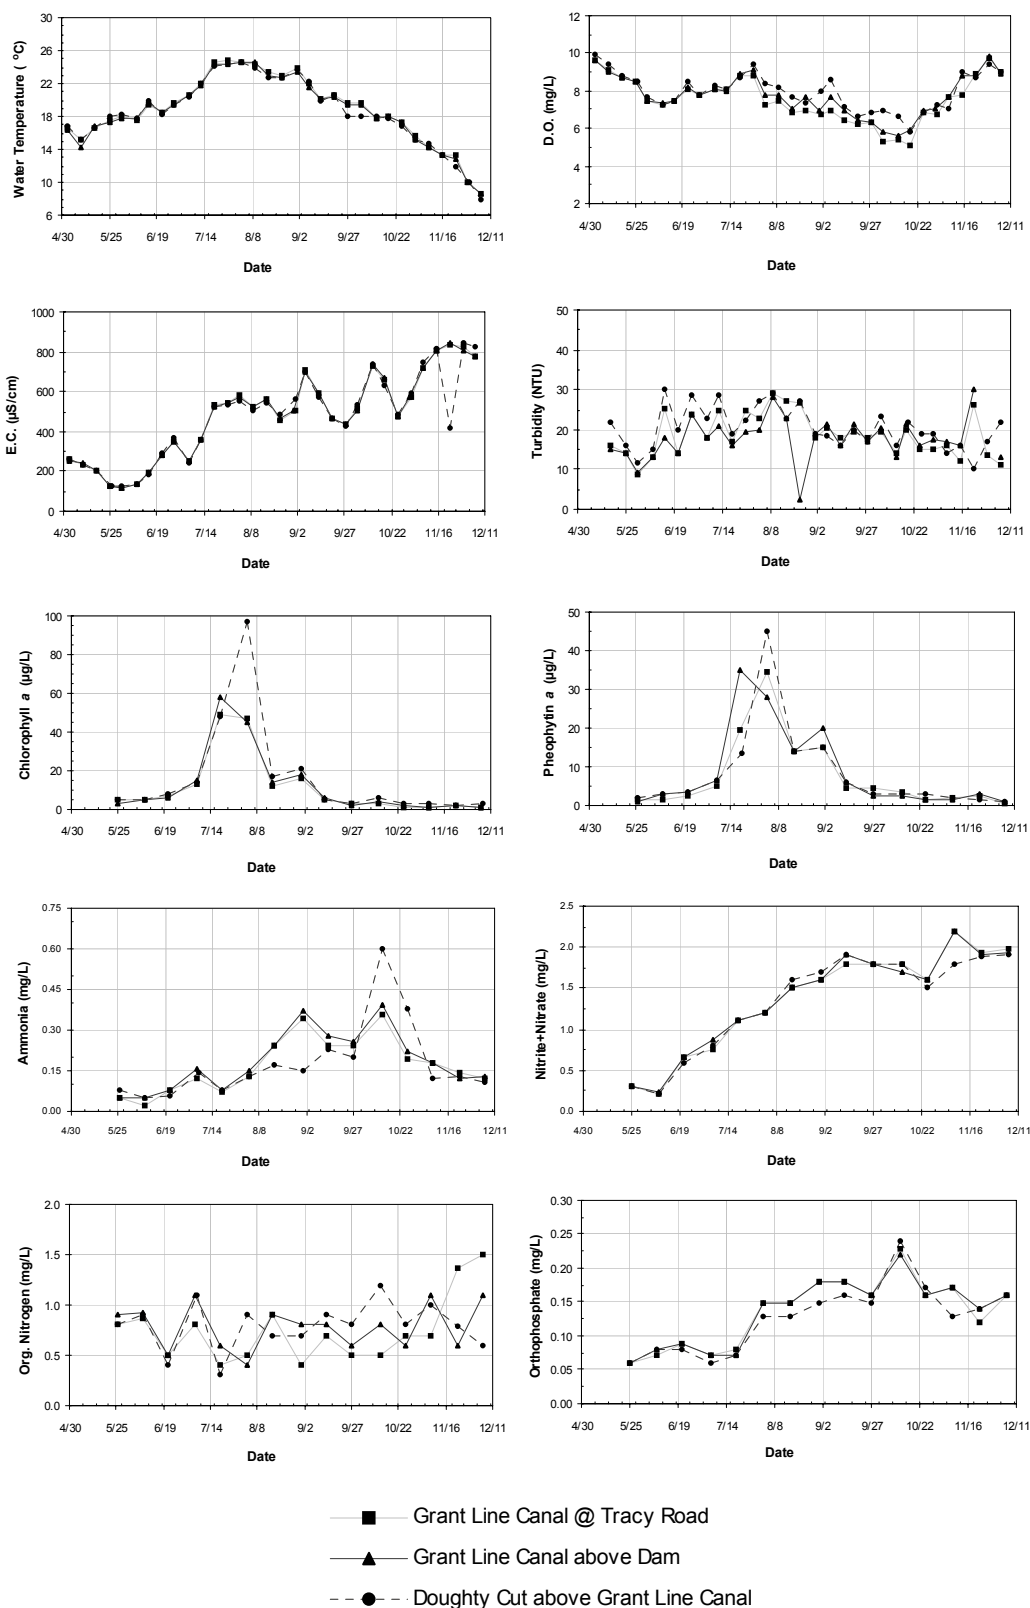 30
26
22
18
14
10
6
Water Temperature ( °C)
4/30 5/25 6/19 7/14 8/8 9/2 9/27 10/22 11/16 12/11
Date
12
10
8
6
4
2
D.O. (mg/L)
4/30 5/25 6/19 7/14 8/8 9/2 9/27 10/22 11/16 12/11
Date
1000
800
600
400
200
0
E.C. (µS/cm)
4/30 5/25 6/19 7/14 8/8 9/2 9/27 10/22 11/16 12/11
Date
50
40
30
20
10
0
Turbidity (NTU)
4/30 5/25 6/19 7/14 8/8 9/2 9/27 10/22 11/16 12/11
Date
100
80
60
40
20
0
Chlorophyll a (µg/L)
4/30 5/25 6/19 7/14 8/8 9/2 9/27 10/22 11/16 12/11
Date
50
40
30
20
10
0
Pheophytin a (µg/L)
4/30 5/25 6/19 7/14 8/8 9/2 9/27 10/22 11/16 12/11
Date
0.75
0.60
0.45
0.30
0.15
0.00
Ammonia (mg/L)
4/30 5/25 6/19 7/14 8/8 9/2 9/27 10/22 11/16 12/11
Date
2.5
2.0
1.5
1.0
0.5
0.0
Nitrite+Nitrate (mg/L)
4/30 5/25 6/19 7/14 8/8 9/2 9/27 10/22 11/16 12/11
Date
2.0
1.5
1.0
0.5
0.0
Org. Nitrogen (mg/L)
4/30 5/25 6/19 7/14 8/8 9/2 9/27 10/22 11/16 12/11
Date
0.30
0.25
0.20
0.15
0.10
0.05
0.00
Orthophosphate (mg/L)
4/30 5/25 6/19 7/14 8/8 9/2 9/27 10/22 11/16 12/11
Date
Grant Line Canal @ Tracy Road
Grant Line Canal above Dam
Doughty Cut above Grant Line Canal